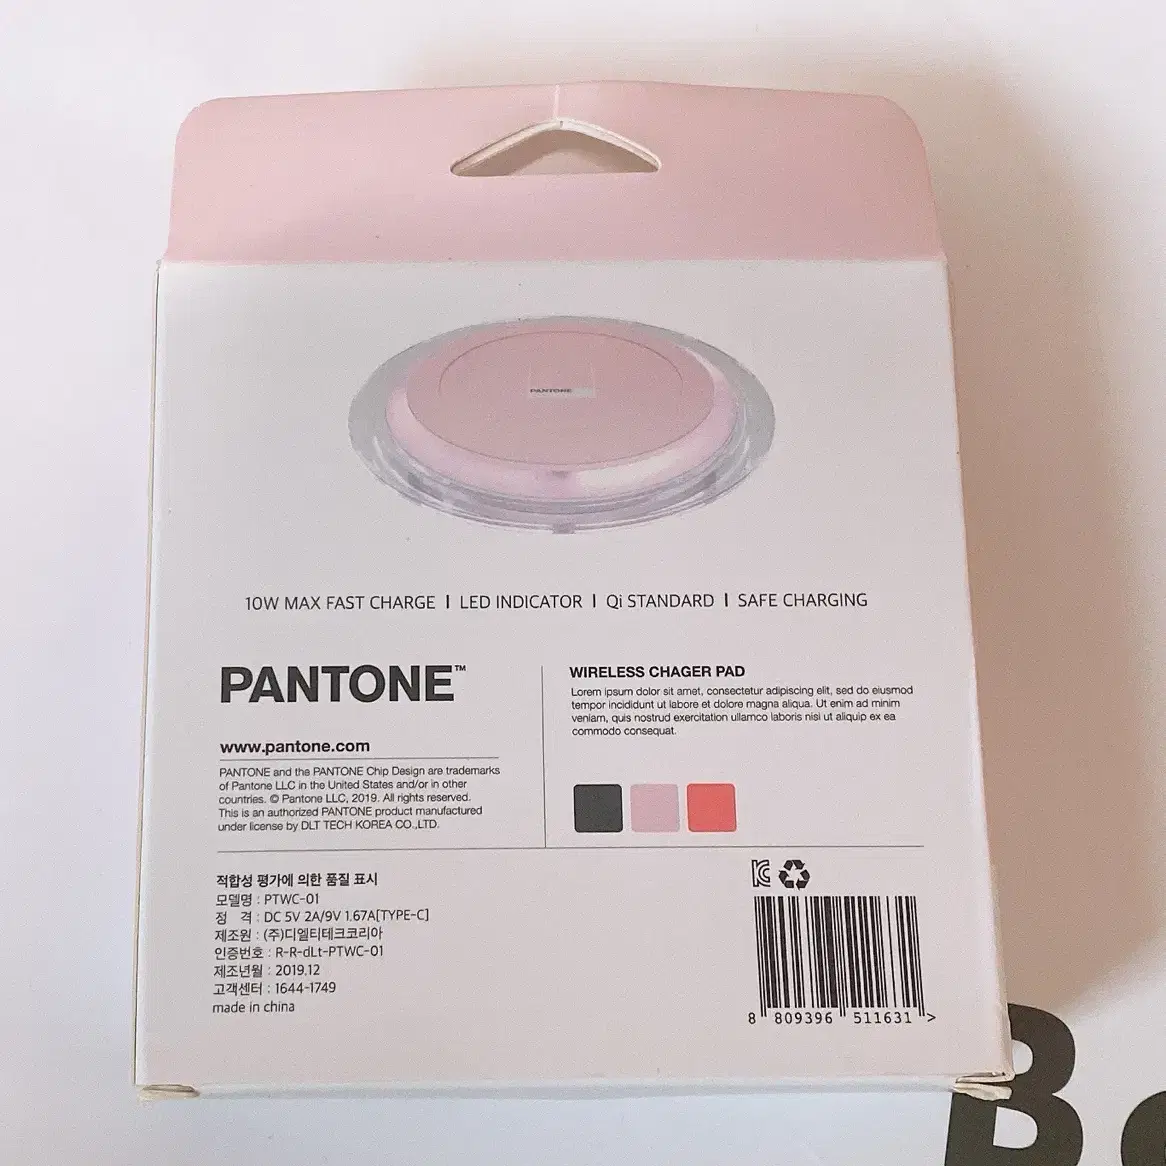 PANTONE
10W MAX FAST CHARGE | LED INDICATOR | Qi STANDARD | SAFE CHARGING
PANTONE™
www.pantone.com
PANTONE and the PANTONE Chip Design are trademarks
of Pantone LLC in the United States and/or in other
countries. © Pantone LLC, 2019. All rights reserved.
This is an authorized PANTONE product manufactured
under license by DLT TECH KOREA CO.,LTD.
WIRELESS CHAGER PAD
Lorem ipsum dolor sit amet, consectetur adipiscing elit, sed do eiusmod
tempor incididunt ut labore et dolore magna aliqua. Ut enim ad minim
veniam, quis nostrud exercitation ullamco laboris nisi ut aliquip ex ea
commodo consequat.
적합성 평가에 의한 품질 표시
모델명 : PTWC-01
정 격 : DC 5V 2A/9V 1.67A[TYPE-C]
제조원 : (주)디엘티테크코리아
인증번호 : R-R-dLt-PTWC-01
제조년월 : 2019.12
고객센터 : 1644-1749
made in china
8 809396 511631 >